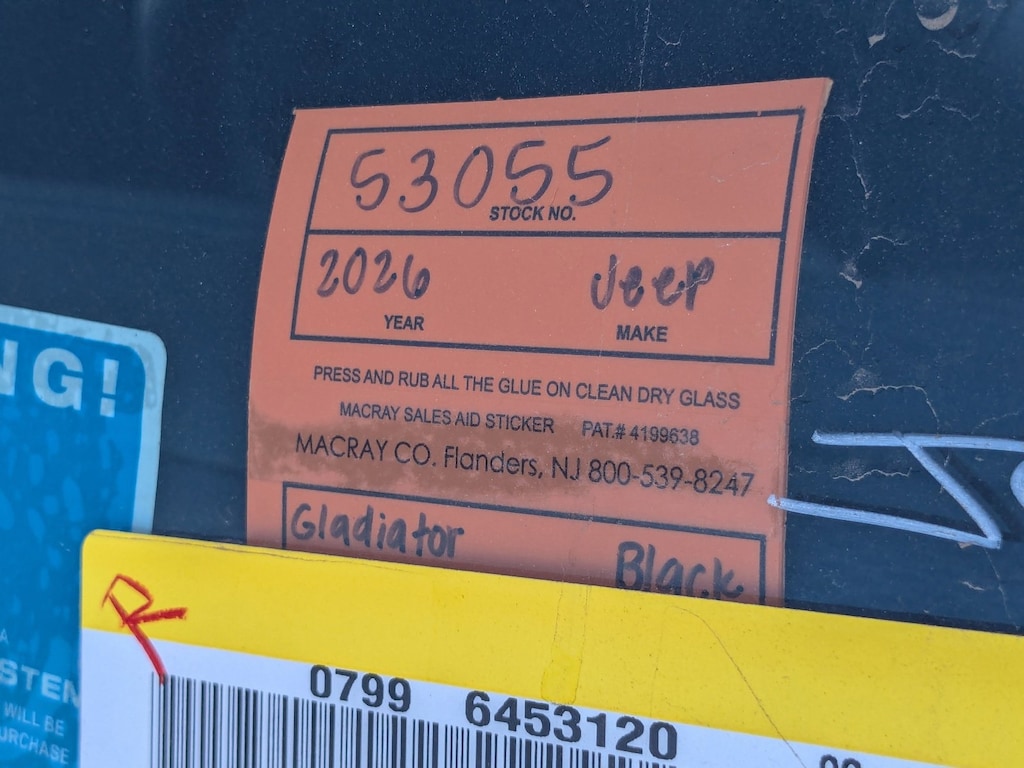 53055
STOCK NO.
2026 Jeep
YEAR MAKE
PRESS AND RUB ALL THE GLUE ON CLEAN DRY GLASS
MACRAY SALES AID STICKER PAT.# 4199638
MACRAY CO. Flanders, NJ 800-539-8247
Gladiator Black
NG!
R
0799 6453120
A
STEN
WILL BE
URCHASE